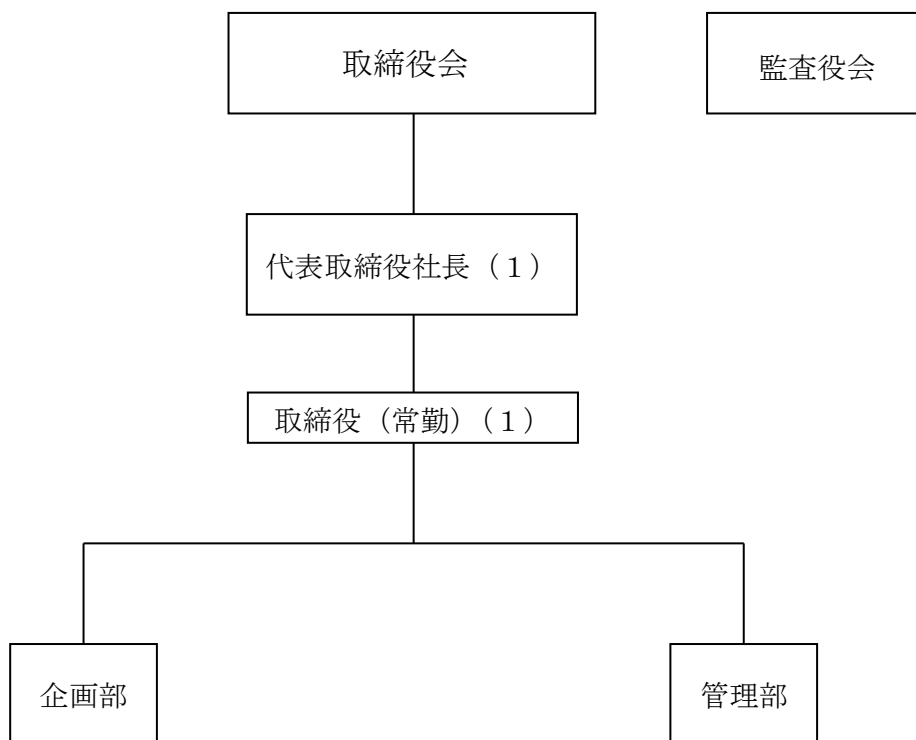 取締役会
監査役会
代表取締役社長（１）
取締役（常勤）（１）
企画部
管理部